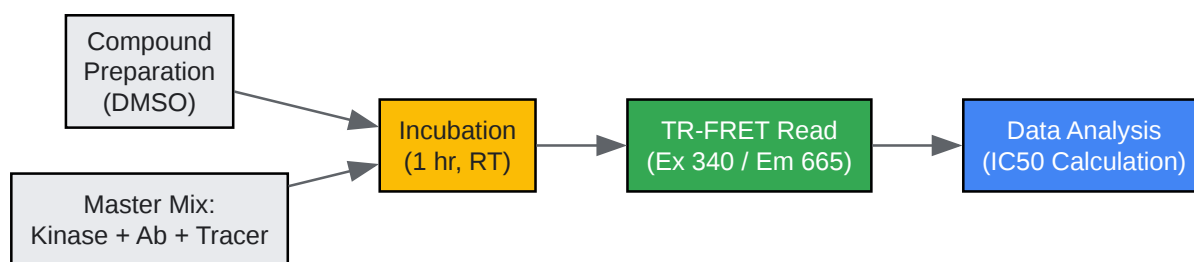 Compound
Preparation
(DMSO)
Master Mix:
Kinase + Ab + Tracer
Incubation
(1 hr, RT)
TR-FRET Read
(Ex 340 / Em 665)
Data Analysis
(IC50 Calculation)